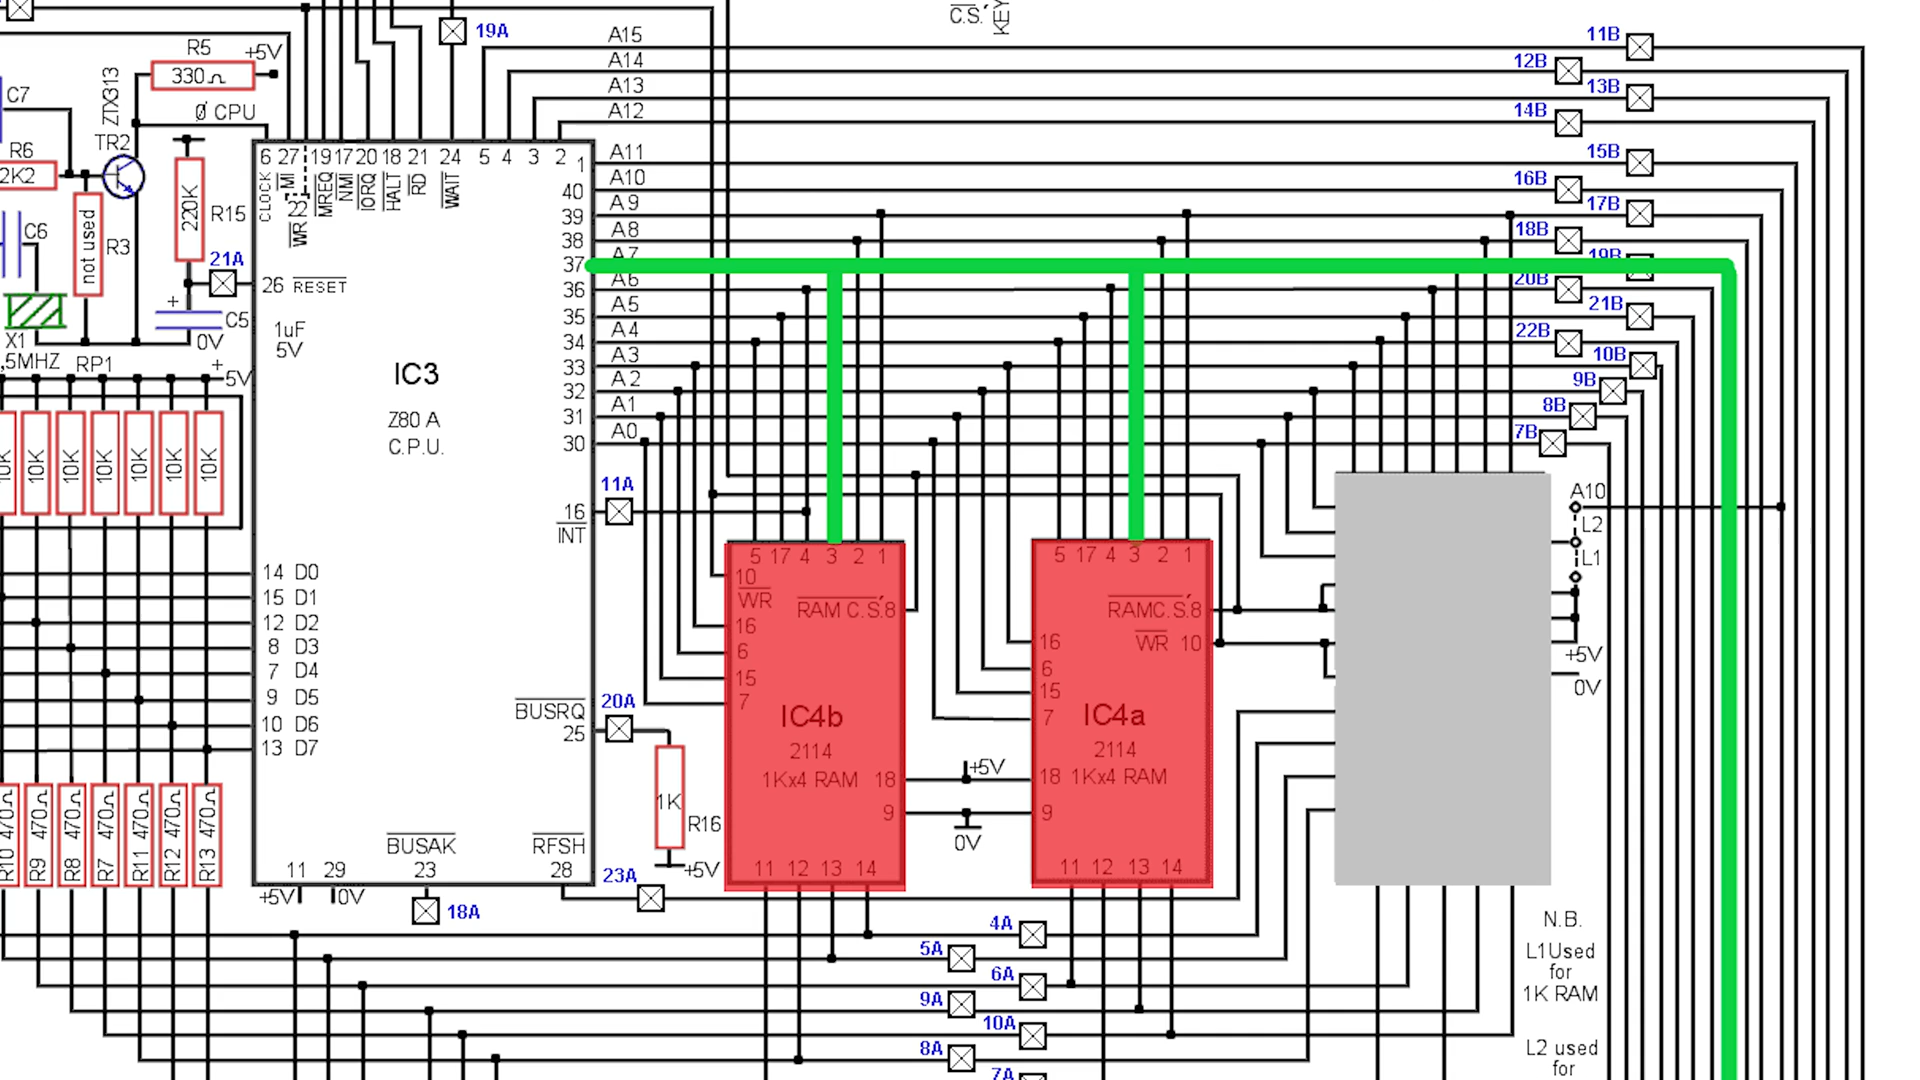 C.S.'
KEY
19A
A15
11B
A14
12B
A13
13B
A12
14B
R5
+5V
330Ω
ZTX313
C7
Ø CPU
TR2
R6
2K2
R15
220K
R3
not used
C6
21A
X1
,5MHZ
RP1
+
C5
0V
+
5V
6 27 19 17 20 18 21 24 5 4 3 2
CLOCK
MI
22
WR
MREQ
NMI
IORQ
HALT
RD
WAIT
26 RESET
1uF
5V
IC3
Z80 A
C.P.U.
1 A11 15B
40 A10 16B
39 A9 17B
38 A8 18B
37 A7 19B
36 A6 20B
35 A5 21B
34 A4 22B
33 A3 10B
32 A2 9B
31 A1 8B
30 A0 7B
16
INT
11A
10K 10K 10K 10K 10K 10K 10K
14 D0
15 D1
12 D2
8 D3
7 D4
9 D5
10 D6
13 D7
BUSRQ
25
20A
1K
R16
+5V
BUSAK
23
RFSH
28
23A
11 29
+5V 0V
18A
R10 470Ω
R9 470Ω
R8 470Ω
R7 470Ω
R11 470Ω
R12 470Ω
R13 470Ω
5 17 4 3 2 1
10
WR
RAM C.S.'8
16
6
15
7
IC4b
2114
1Kx4 RAM 18
9
11 12 13 14
+5V
0V
5 17 4 3 2 1
RAMC.S.'8
WR 10
16
6
15
7
IC4a
2114
18 1Kx4 RAM
9
11 12 13 14
A10
L2
L1
+5V
0V
4A
5A
6A
9A
10A
8A
7A
N.B.
L1Used
for
1K RAM
L2 used
for